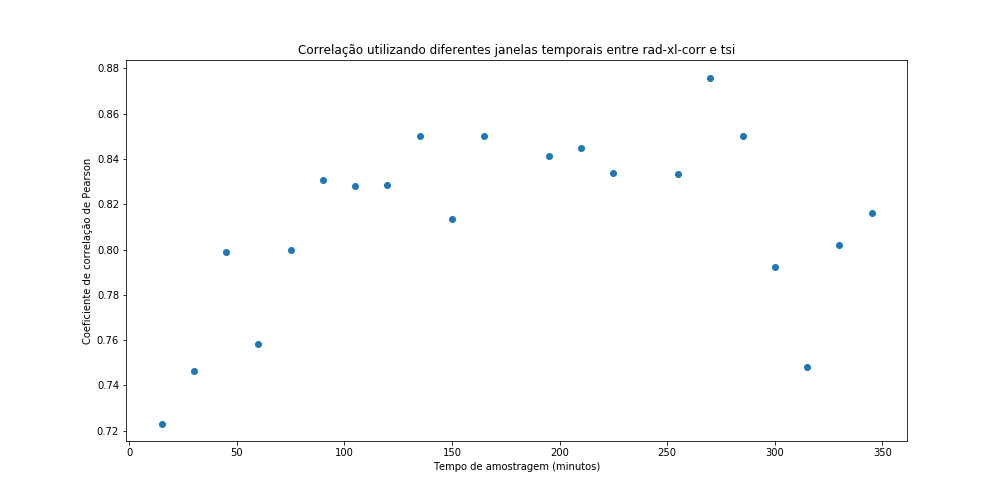 Correlação utilizando diferentes janelas temporais entre rad-xl-corr e tsi
Coeficiente de correlação de Pearson
0.88
0.86
0.84
0.82
0.80
0.78
0.76
0.74
0.72
0 50 100 150 200 250 300 350
Tempo de amostragem (minutos)